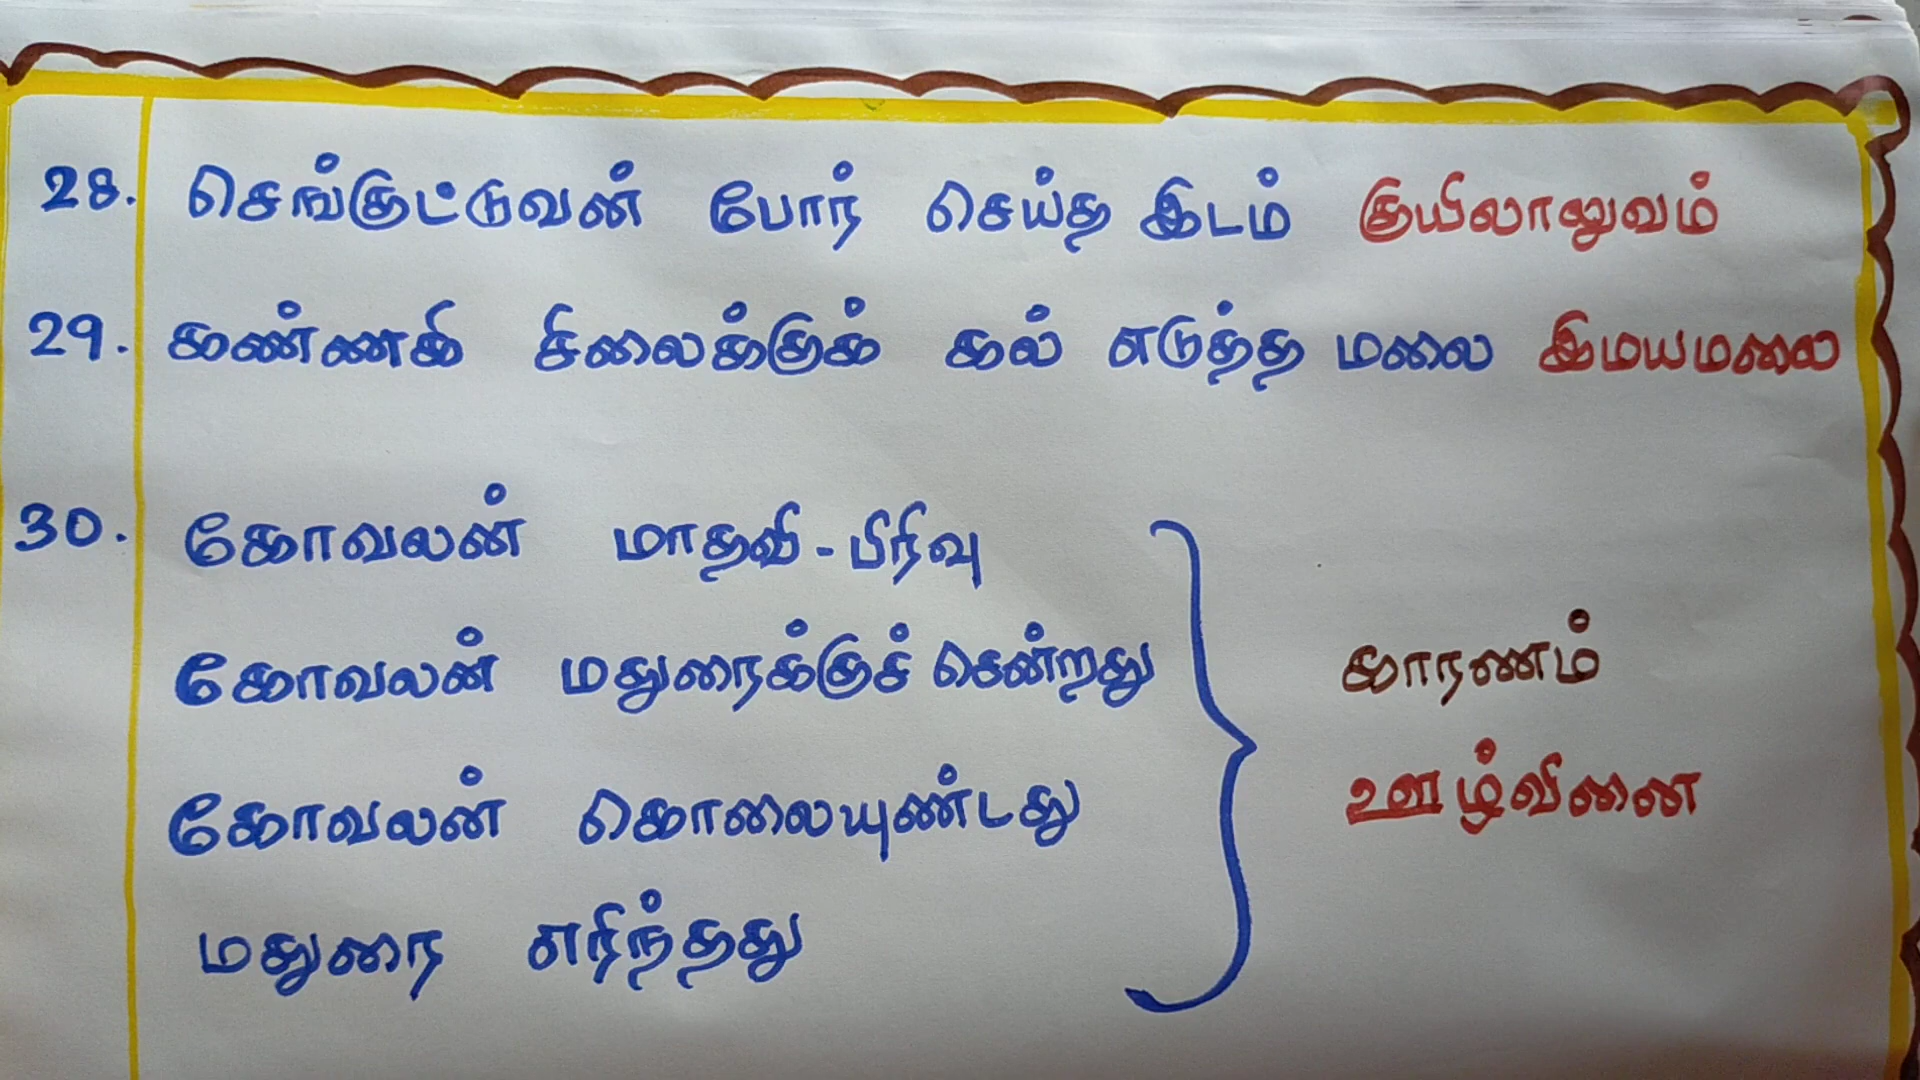 28. செங்குட்டுவன் போர் செய்த இடம் குயிலாலுவம்
29. கண்ணகி சிலைக்குக் கல் எடுத்த மலை இமயமலை
30. கோவலன் மாதவி - பிரிவு
கோவலன் மதுரைக்குச் சென்றது
காரணம்
கோவலன் கொலையுண்டது
ஊழ்வினை
மதுரை எரிந்தது